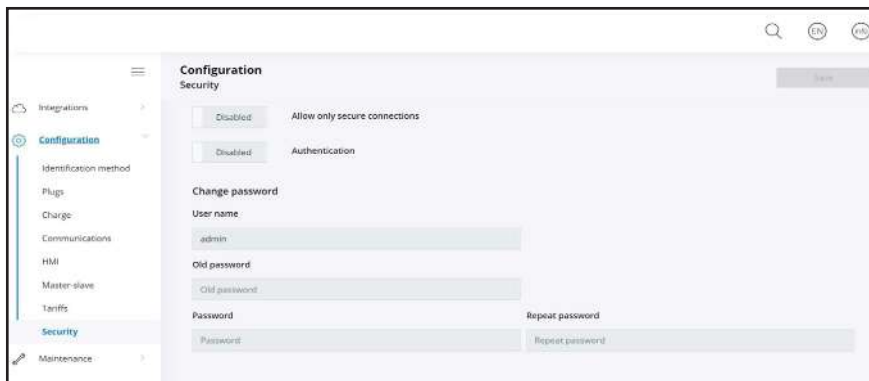 EN
Configuration
Security
Save
Integrations
Configuration
Identification method
Plugs
Charge
Communications
HMI
Master-slave
Tariffs
Security
Maintenance
Disabled Allow only secure connections
Disabled Authentication
Change password
User name
admin
Old password
Old password
Password Repeat password
Password Repeat password